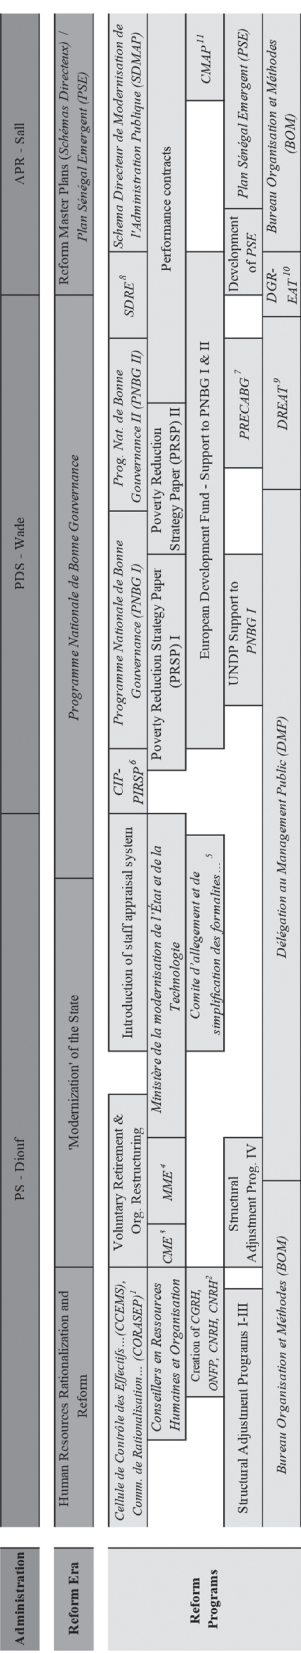 Administration
PS - Diouf
PDS - Wade
APR - Sall
Reform Era
Human Resources Rationalization and
Reform
'Modernization' of the State
Programme Nationale de Bonne Gouvernance
Reform Master Plans (Schémas Directeux) /
Plan Sénégal Emergent (PSE)
Reform
Programs
Cellule de Contrôle des Effectifs...(CCEMS),
Comm. de Rationalisation... (CORASEP)1
Voluntary Retirement &
Org. Restructuring
Introduction of staff appraisal system
CIP-
PIRSP6
Programme Nationale de Bonne
Gouvernance (PNBG I)
Prog. Nat. de Bonne
Gouvernance II (PNBG II)
SDRE8
Schema Directeur de Modernisation de
l'Administration Publique (SDMAP)
Conseillers en Ressources
Humaines et Organisation
CME3
MME4
Ministère de la modernisation de l'État et de la
Technologie
Poverty Reduction Strategy Paper
(PRSP) I
Poverty Reduction
Strategy Paper (PRSP) II
Performance contracts
Creation of CGRH,
ONFP, CNRH, CNRH2
Comite d'allegement et de
simplification des formalites... 5
European Development Fund - Support to PNBG I & II
CMAP11
Structural Adjustment Programs I-III
Structural
Adjustment Prog. IV
UNDP Support to
PNBG I
PRECABG7
Development
of PSE
Plan Sénégal Emergent (PSE)
Bureau Organisation et Méthodes (BOM)
Délégation au Management Public (DMP)
DREAT9
DGR-
EAT10
Bureau Organisation et Méthodes
(BOM)